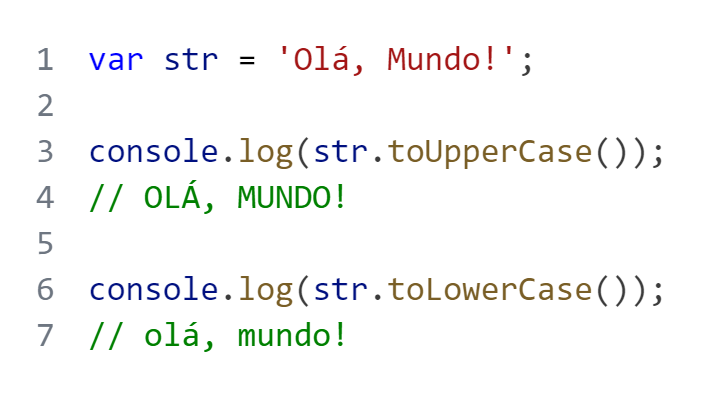 1 var str = 'Olá, Mundo!';
2
3 console.log(str.toUpperCase());
4 // OLÁ, MUNDO!
5
6 console.log(str.toLowerCase());
7 // olá, mundo!